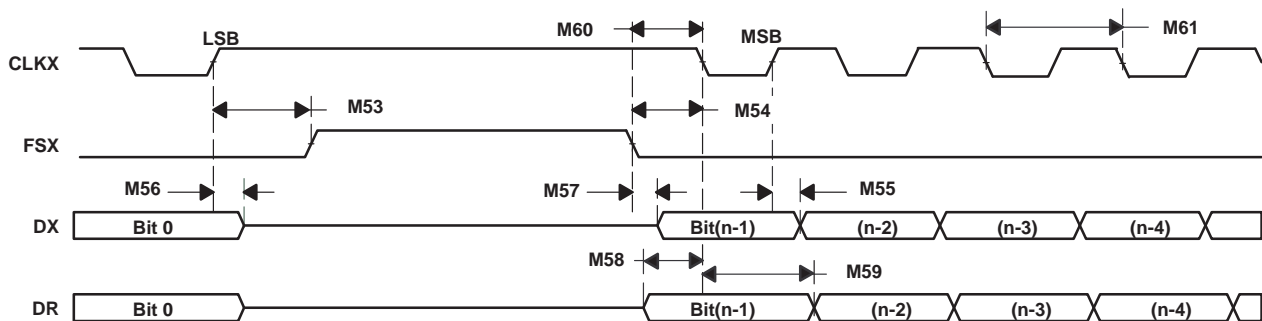 M60 M61
LSB MSB
CLKX
M53 M54
FSX
M56 M57 M55
DX Bit 0 Bit(n-1) (n-2) (n-3) (n-4)
M58 M59
DR Bit 0 Bit(n-1) (n-2) (n-3) (n-4)